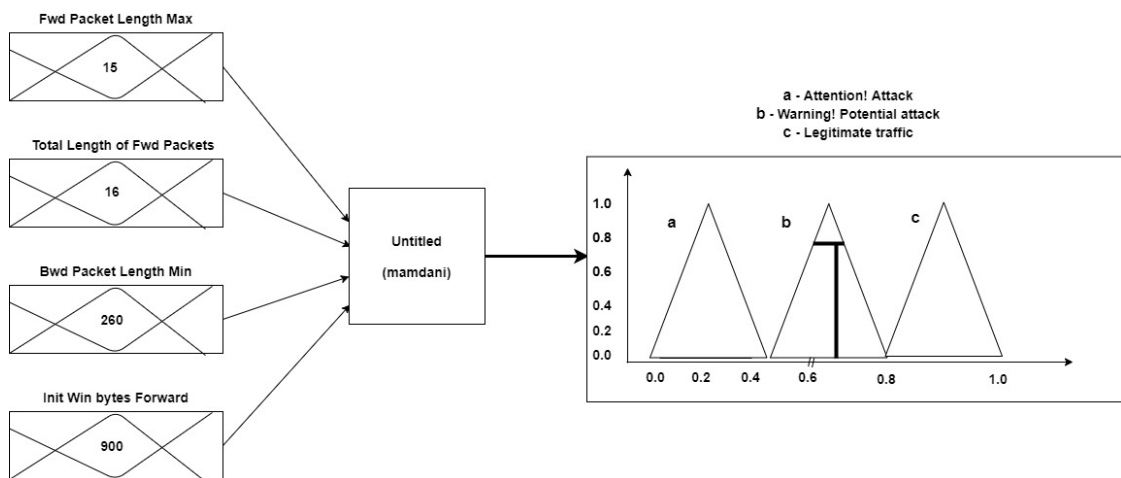 Fwd Packet Length Max
15
Total Length of Fwd Packets
16
Bwd Packet Length Min
260
Init Win bytes Forward
900
Untitled
(mamdani)
a - Attention! Attack
b - Warning! Potential attack
c - Legitimate traffic
1.0
0.8
0.6
0.4
0.2
0.0
a
b
c
0.0 0.2 0.4 0.6 0.8 1.0